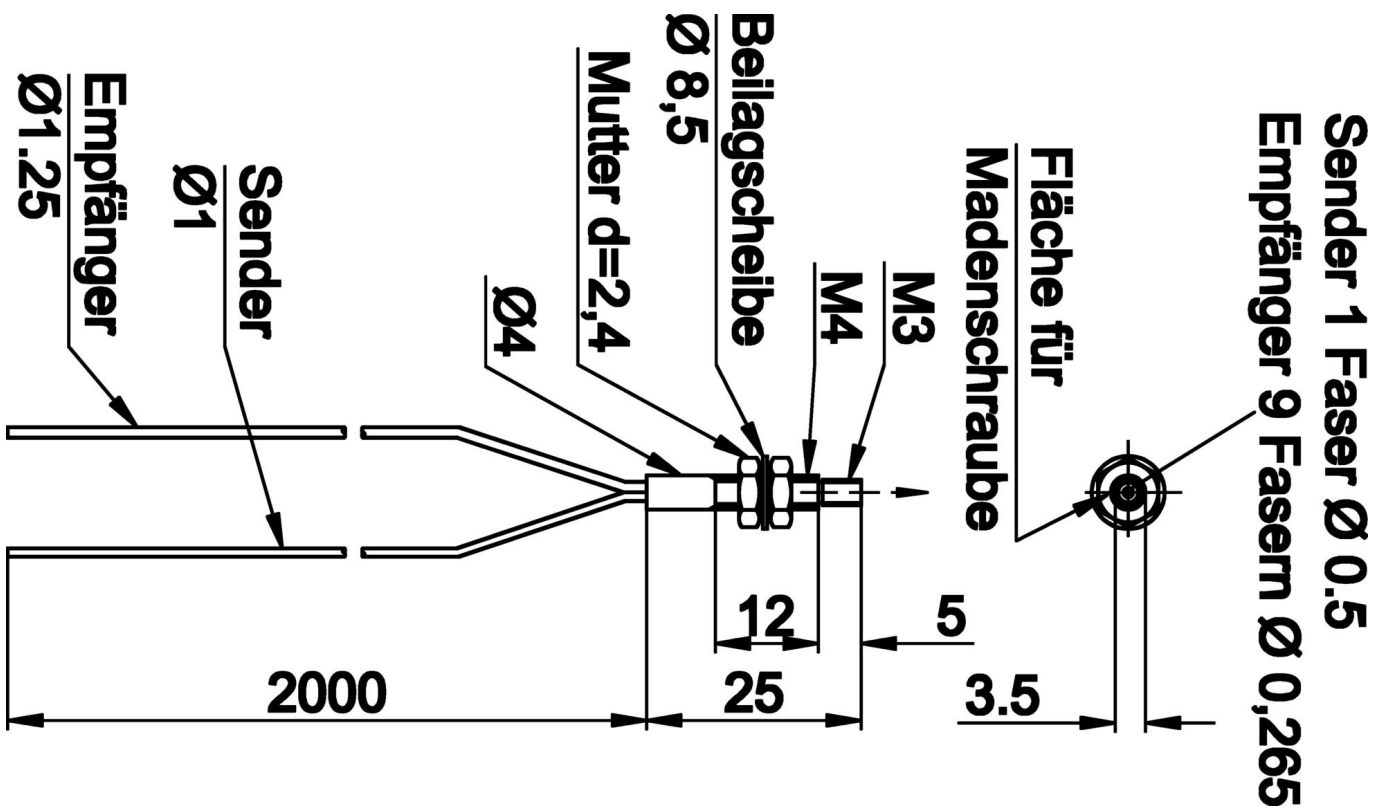 Sender 1 Faser Ø 0.5
Empfänger 9 Fasern Ø 0,265
Fläche für
Madenschraube
M3
M4
Beilagscheibe
Ø 8,5
Mutter d=2,4
Ø4
Sender
Ø1
Empfänger
Ø1.25
5
12
3.5
25
2000